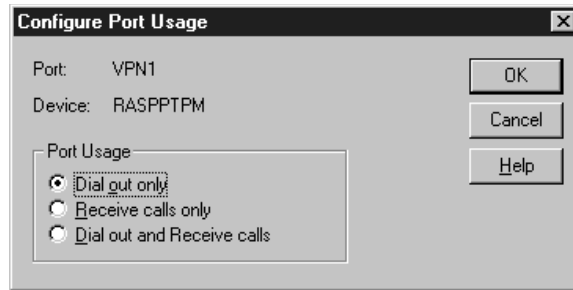 Configure Port Usage
Port: VPN1
Device: RASPPTPM
OK
Cancel
Help
Port Usage
Dial out only
Receive calls only
Dial out and Receive calls